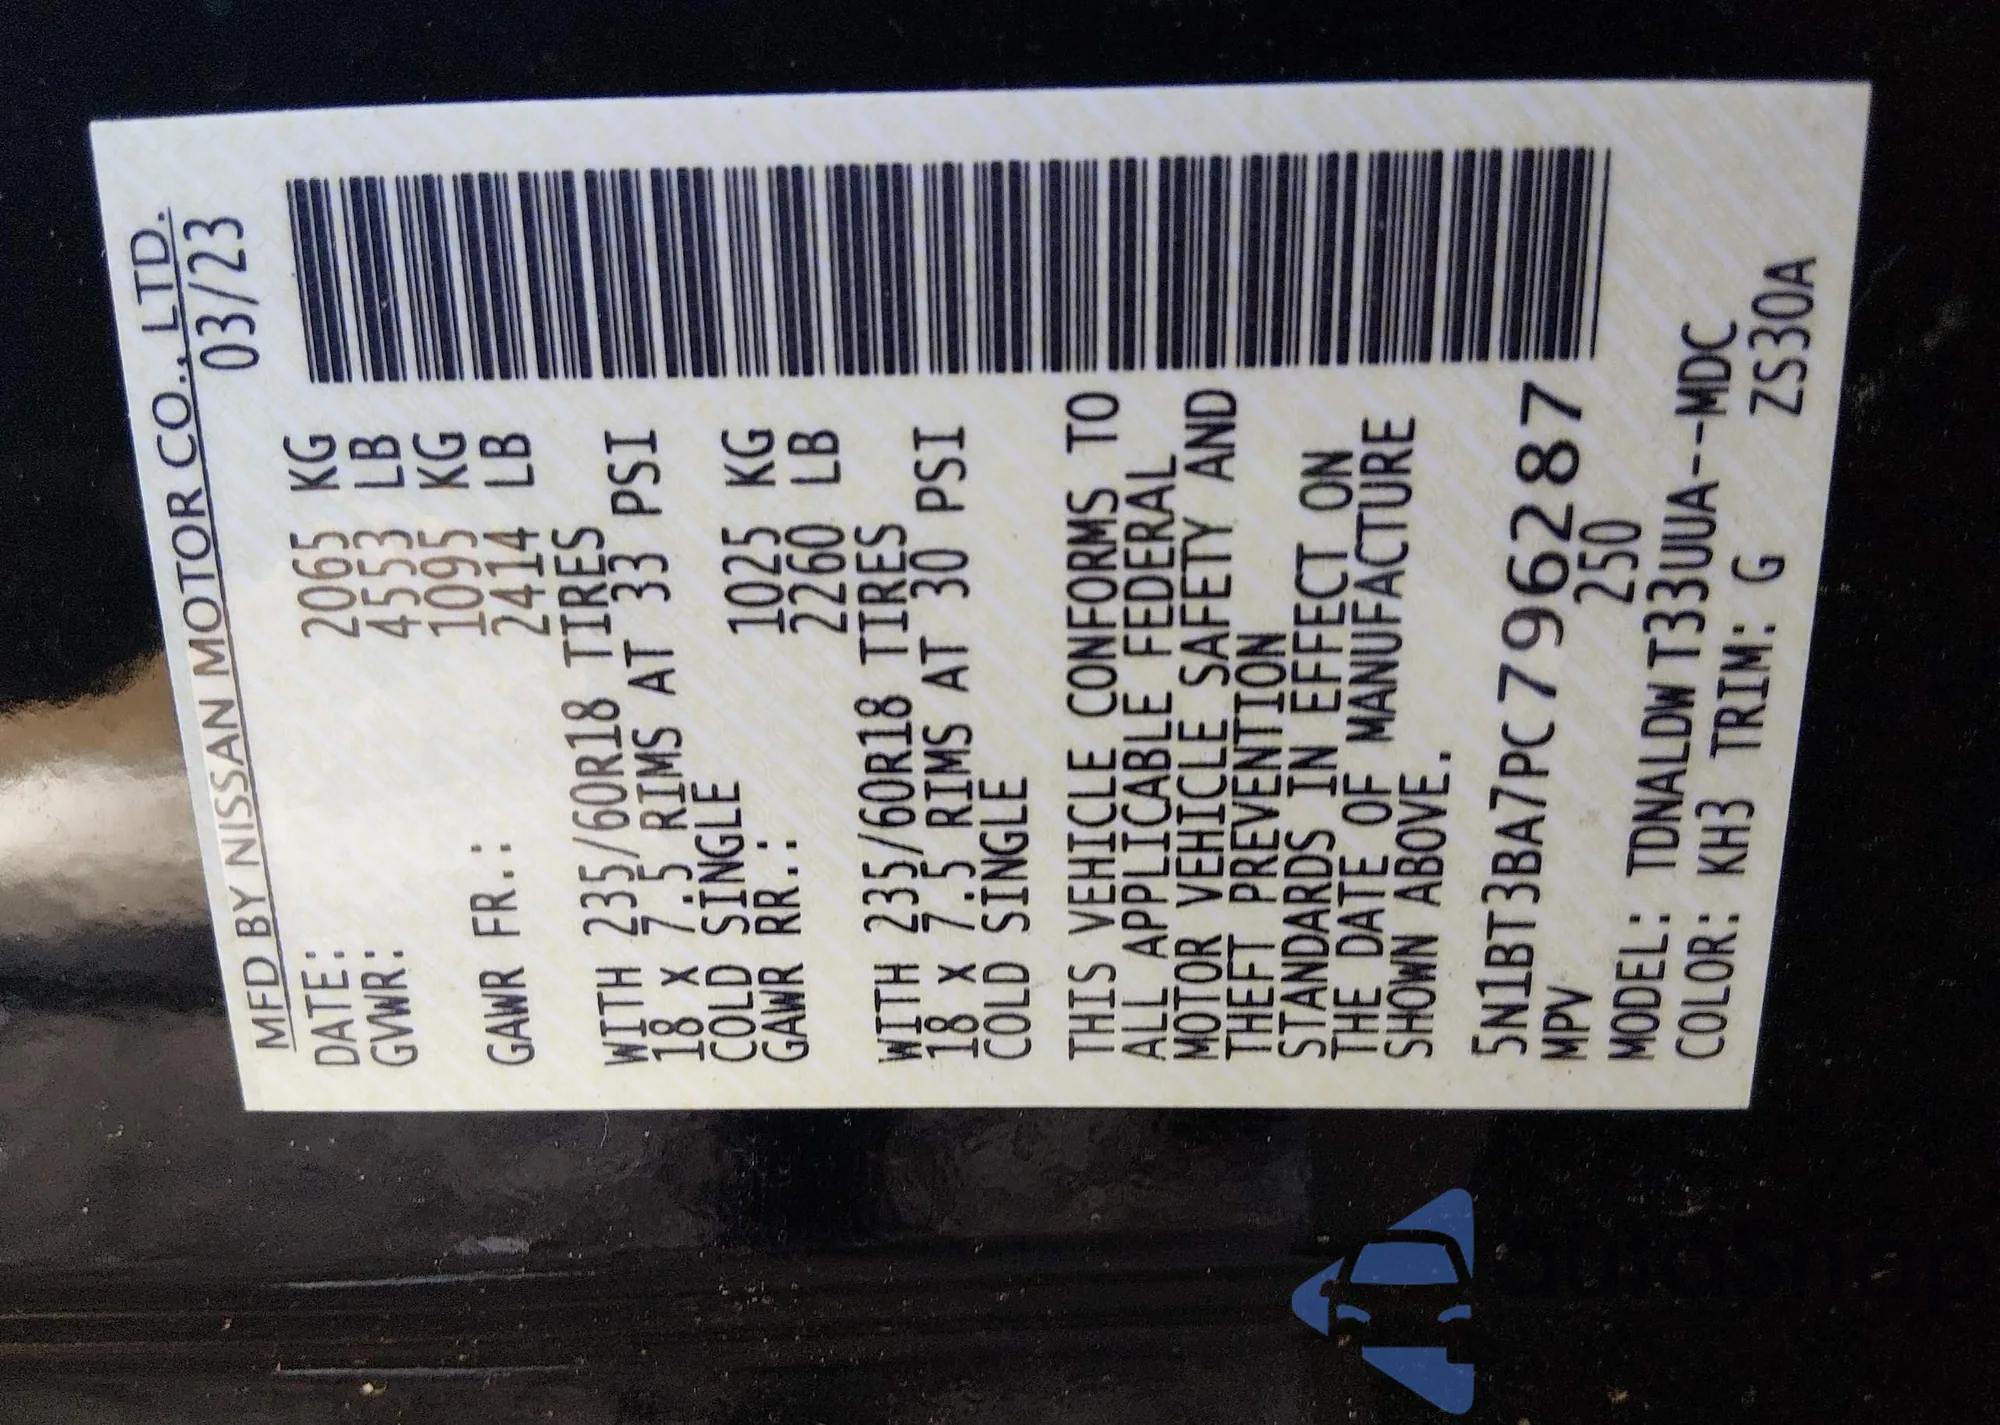 MFD BY NISSAN MOTOR CO., LTD.
DATE: 03/23
GVWR: 2065 KG
4553 LB
1095 KG
GAWR FR.: 2414 LB
WITH 235/60R18 TIRES
18 x 7.5 RIMS AT 33 PSI
COLD SINGLE
GAWR RR.: 1025 KG
2260 LB
WITH 235/60R18 TIRES
18 x 7.5 RIMS AT 30 PSI
COLD SINGLE
THIS VEHICLE CONFORMS TO
ALL APPLICABLE FEDERAL
MOTOR VEHICLE SAFETY AND
THEFT PREVENTION
STANDARDS IN EFFECT ON
THE DATE OF MANUFACTURE
SHOWN ABOVE.
5N1BT3BA7PC796287
MPV 250
MODEL: TDNALDW T33UUA--MDC
COLOR: KH3 TRIM: G ZS30A